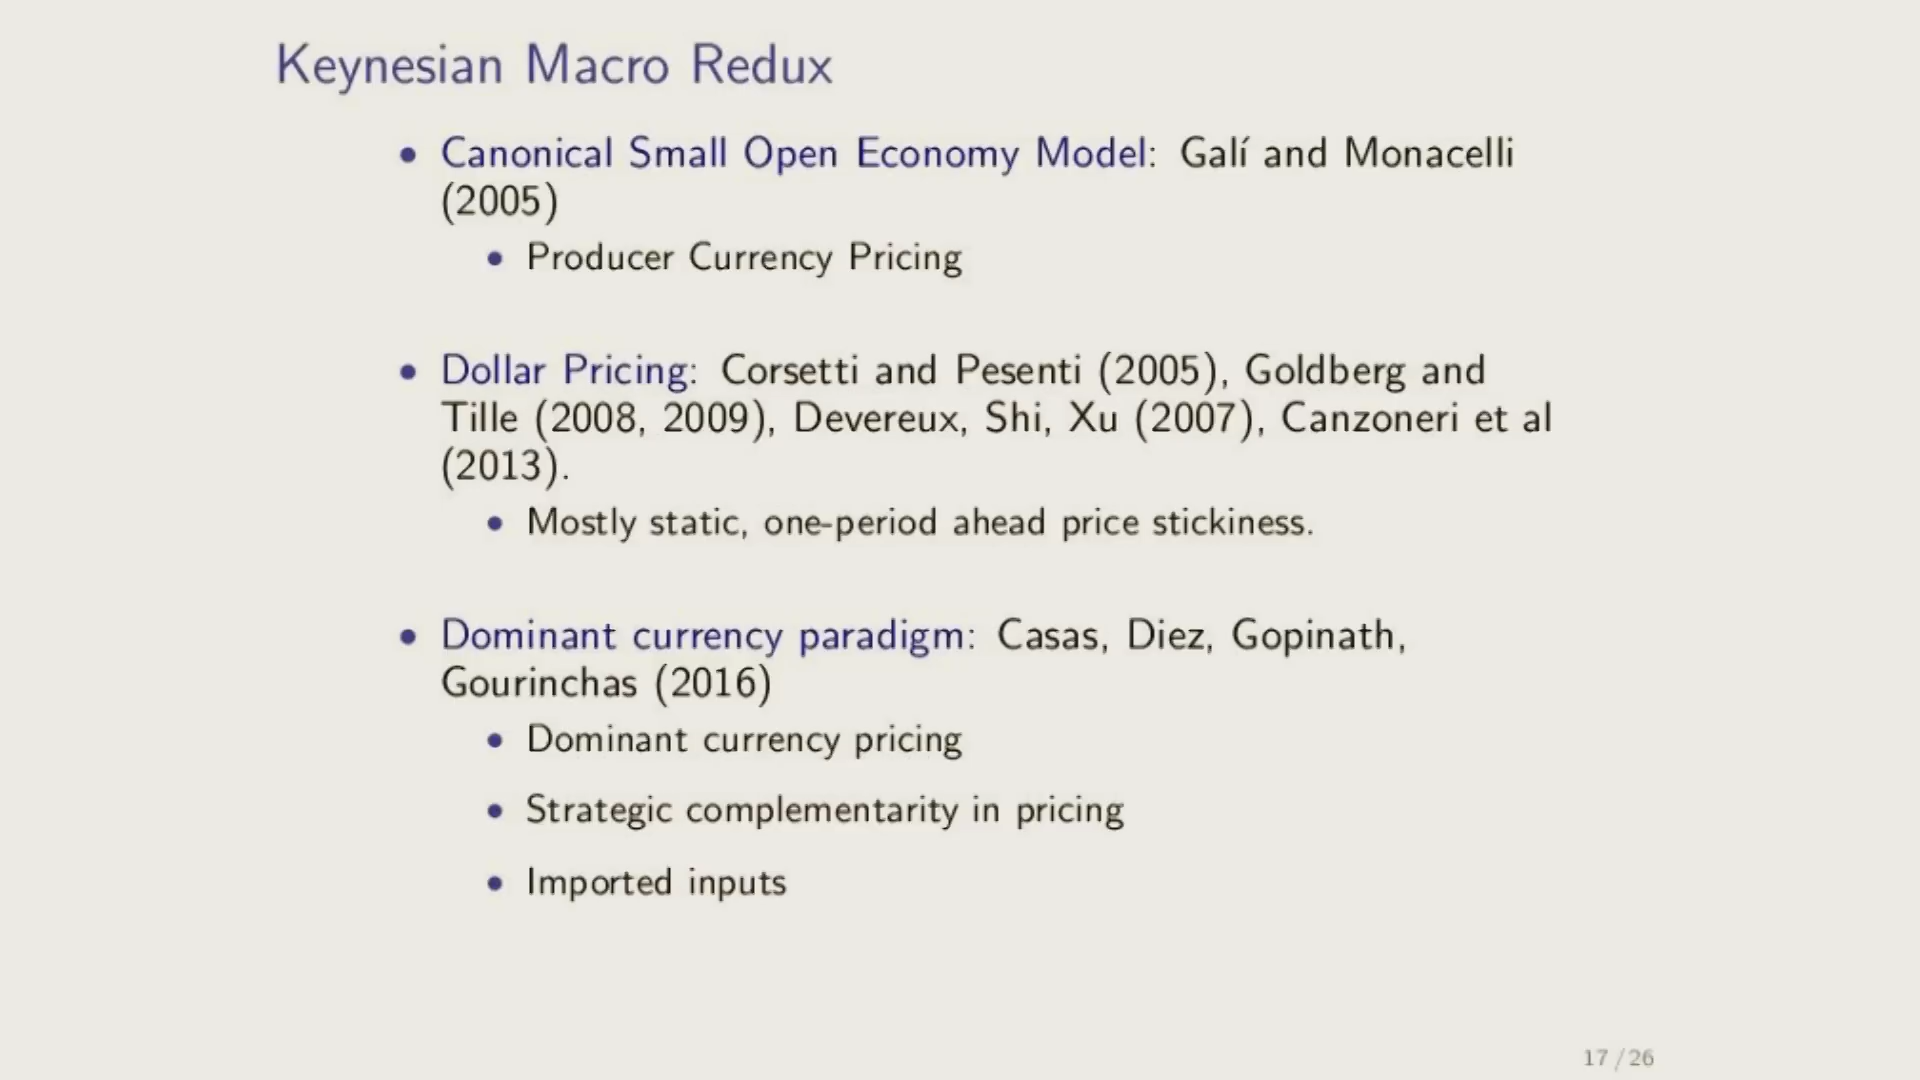 Keynesian Macro Redux
• Canonical Small Open Economy Model: Galí and Monacelli
(2005)
• Producer Currency Pricing
• Dollar Pricing: Corsetti and Pesenti (2005), Goldberg and
Tille (2008, 2009), Devereux, Shi, Xu (2007), Canzoneri et al
(2013).
• Mostly static, one-period ahead price stickiness.
• Dominant currency paradigm: Casas, Diez, Gopinath,
Gourinchas (2016)
• Dominant currency pricing
• Strategic complementarity in pricing
• Imported inputs
17 / 26